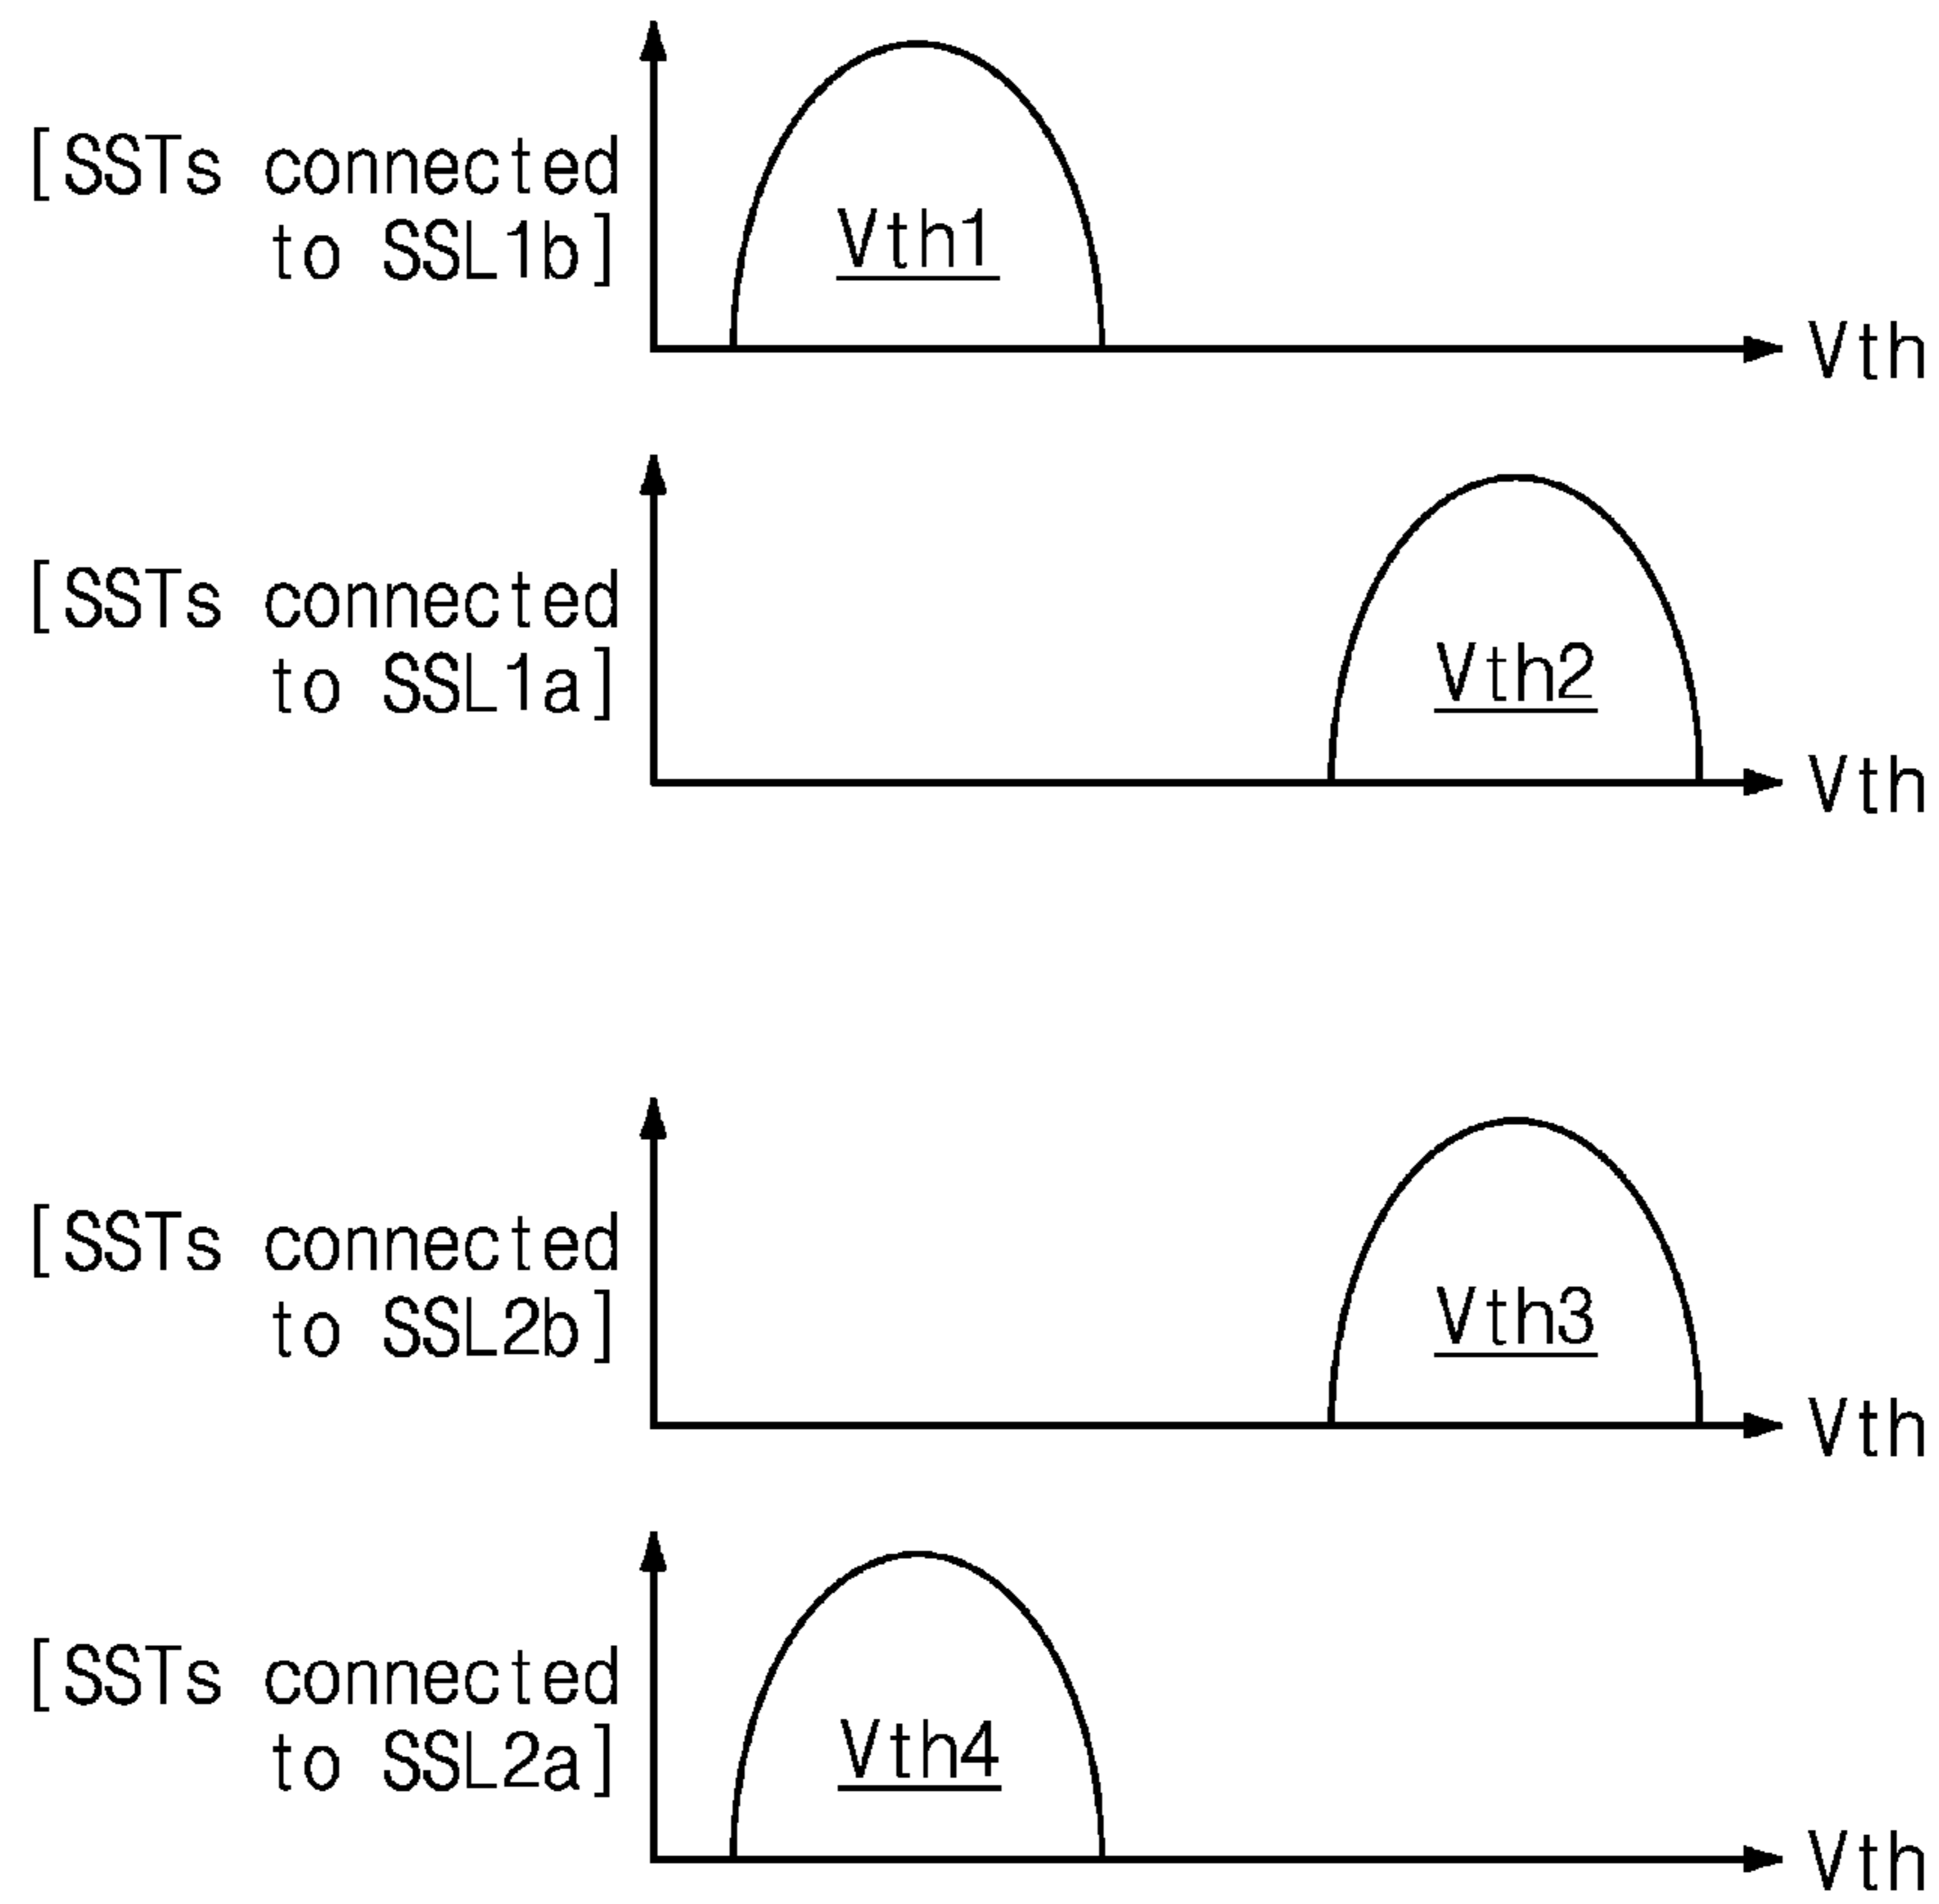 [SSTs connected
to SSL1b]
Vth1
Vth
[SSTs connected
to SSL1a]
Vth2
Vth
[SSTs connected
to SSL2b]
Vth3
Vth
[SSTs connected
to SSL2a]
Vth4
Vth